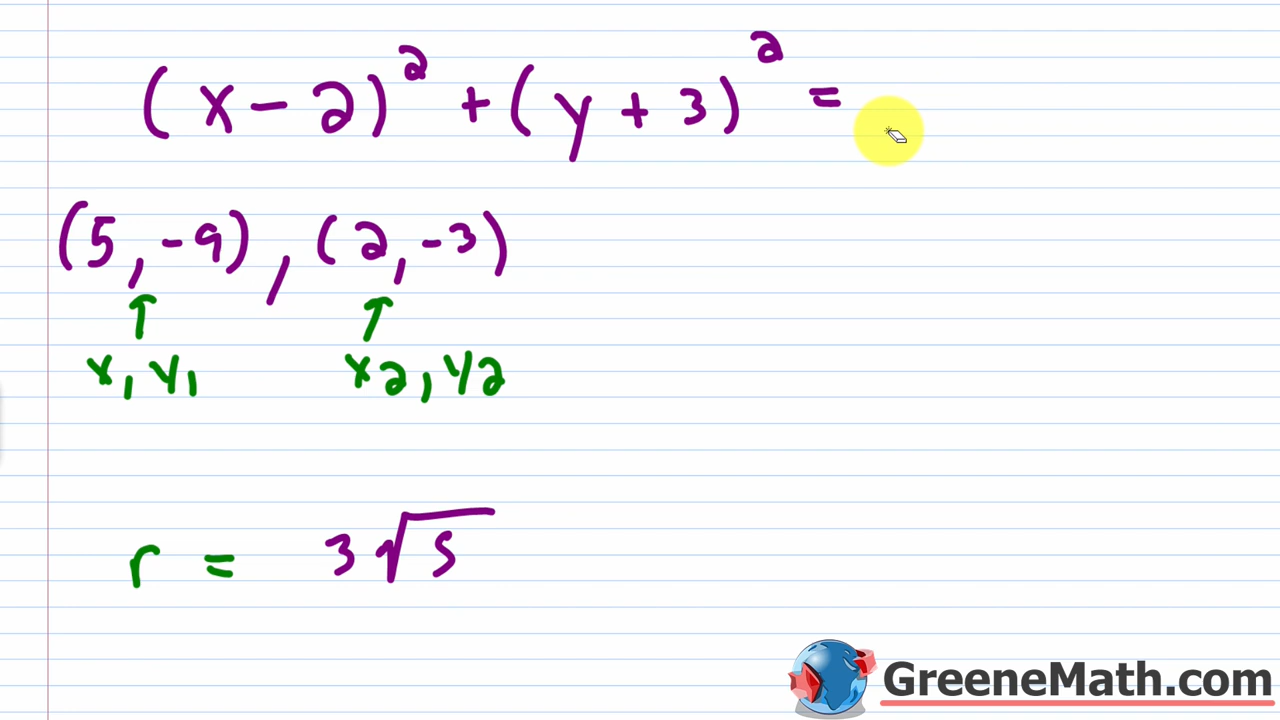 (x - 2)² + (y + 3)² =
(5, -9), (2, -3)
x1, y1 x2, y2
r = 3√5
GreeneMath.com